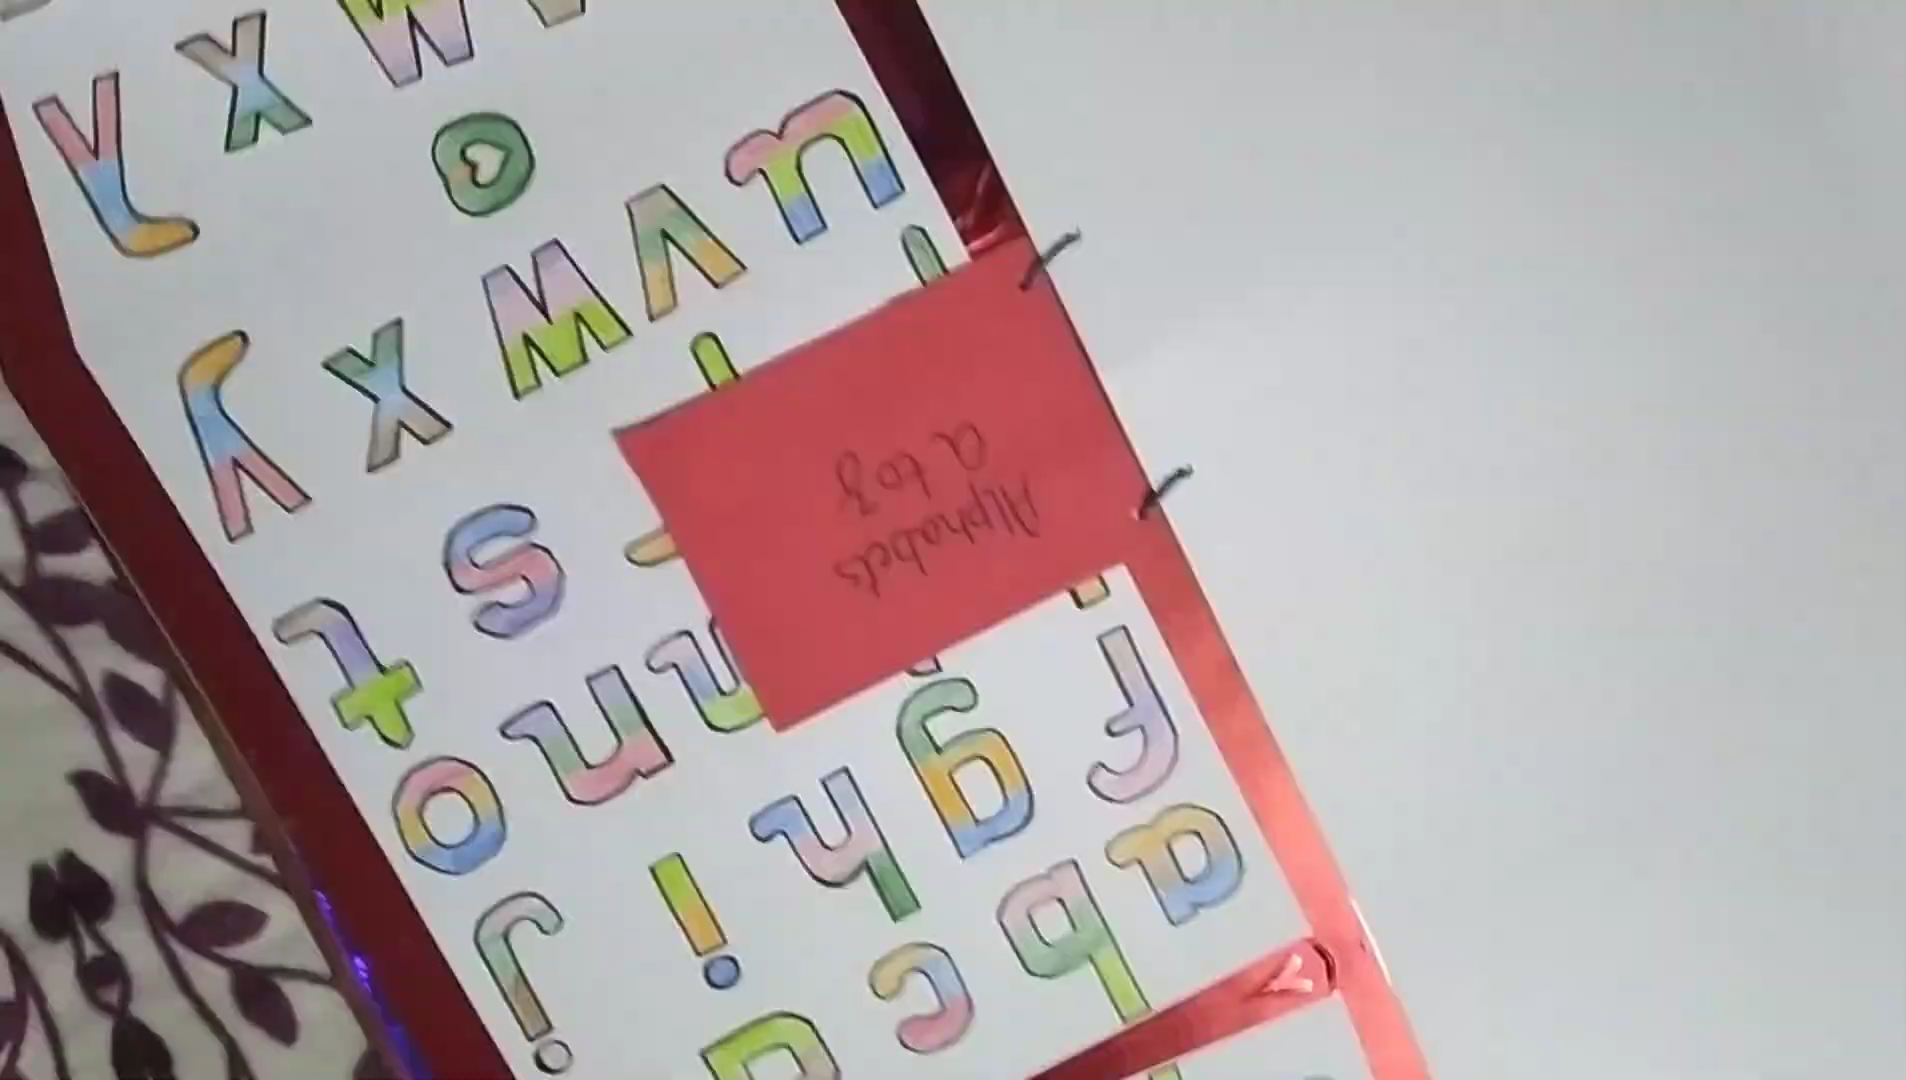 a b c d
f g h i j
n o
Alphabets
a to z
s t
u v w x y
w x y